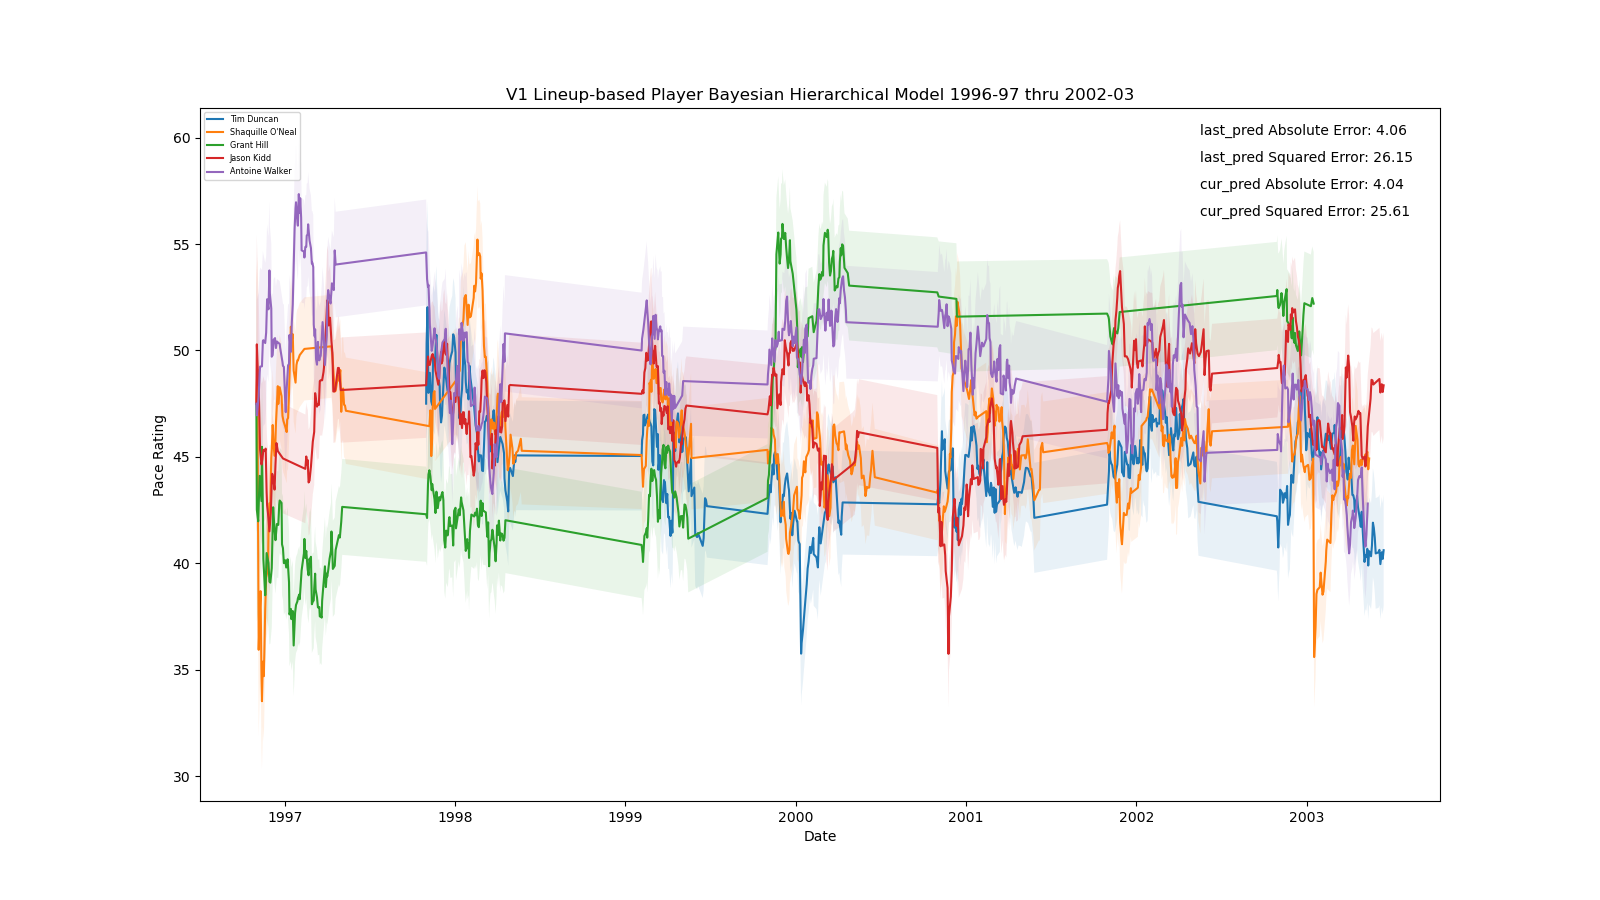 V1 Lineup-based Player Bayesian Hierarchical Model 1996-97 thru 2002-03
Tim Duncan
Shaquille O'Neal
Grant Hill
Jason Kidd
Antoine Walker
last_pred Absolute Error: 4.06
last_pred Squared Error: 26.15
cur_pred Absolute Error: 4.04
cur_pred Squared Error: 25.61
60
55
50
45
40
35
30
Pace Rating
1997
1998
1999
2000
2001
2002
2003
Date